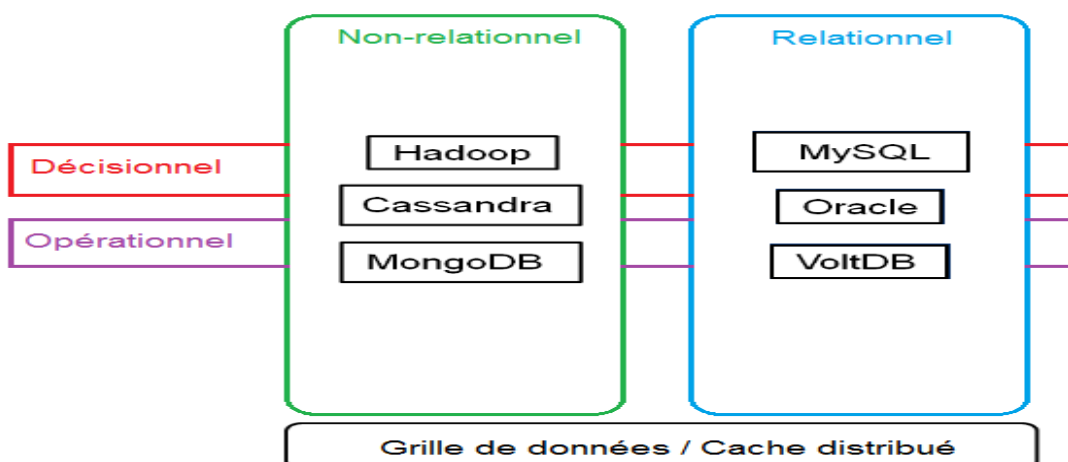 Non-relationnel
Relationnel
Décisionnel
Hadoop
MySQL
Cassandra
Oracle
Opérationnel
MongoDB
VoltDB
Grille de données / Cache distribué